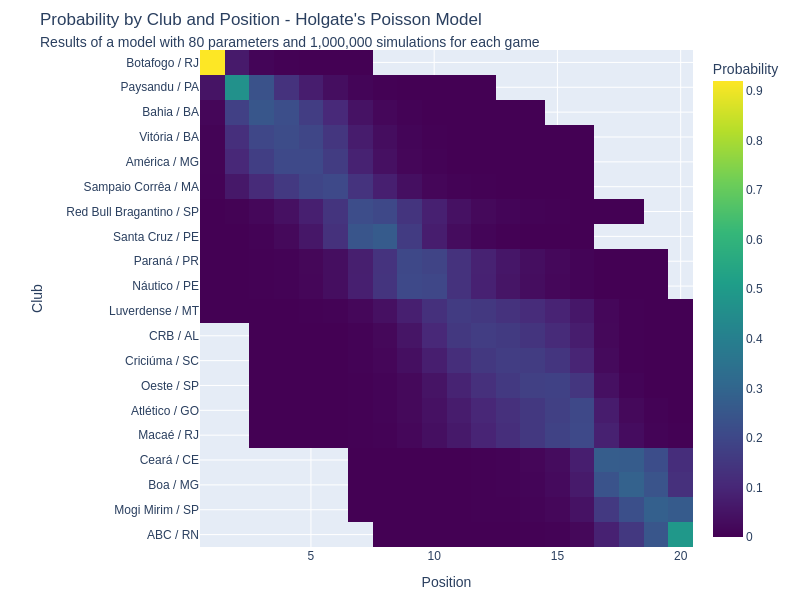 Probability by Club and Position - Holgate's Poisson Model
Results of a model with 80 parameters and 1,000,000 simulations for each game
Botafogo / RJ
Paysandu / PA
Bahia / BA
Vitória / BA
América / MG
Sampaio Corrêa / MA
Red Bull Bragantino / SP
Santa Cruz / PE
Paraná / PR
Náutico / PE
Luverdense / MT
CRB / AL
Criciúma / SC
Oeste / SP
Atlético / GO
Macaé / RJ
Ceará / CE
Boa / MG
Mogi Mirim / SP
ABC / RN
Club
5
10
15
20
Position
Probability
0.9
0.8
0.7
0.6
0.5
0.4
0.3
0.2
0.1
0